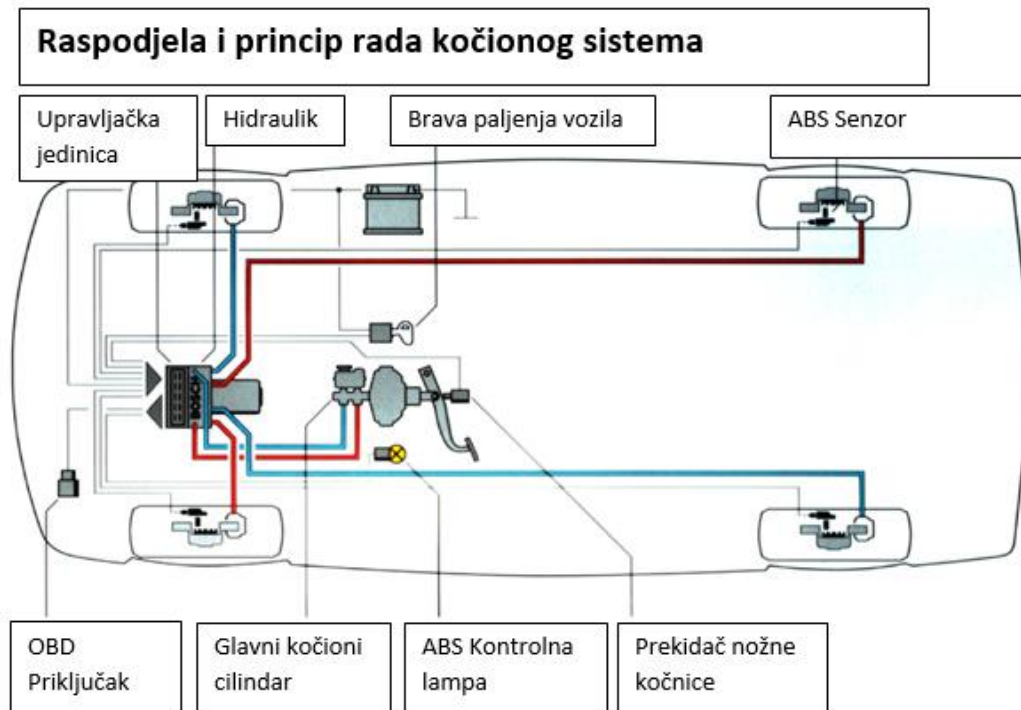 Raspodjela i princip rada kočionog sistema
Upravljačka
jedinica
Hidraulik
Brava paljenja vozila
ABS Senzor
BOSCH
OBD
Priključak
Glavni kočioni
cilindar
ABS Kontrolna
lampa
Prekidač nožne
kočnice